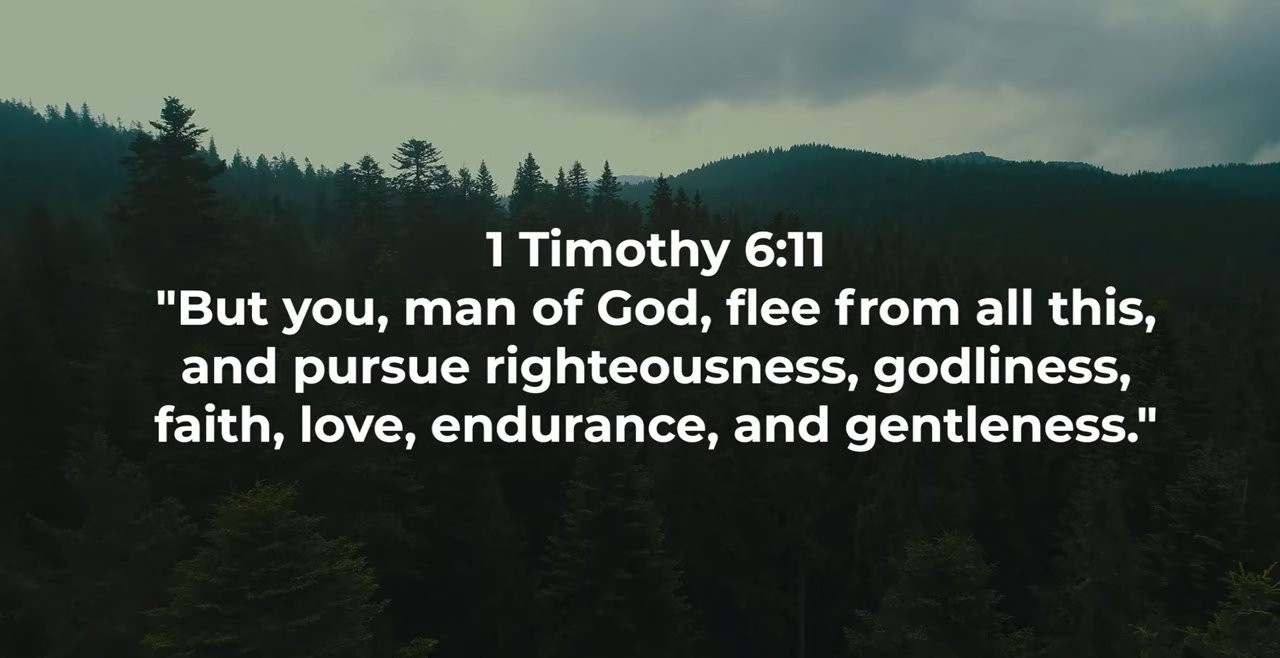 1 Timothy 6:11
"But you, man of God, flee from all this,
and pursue righteousness, godliness,
faith, love, endurance, and gentleness."